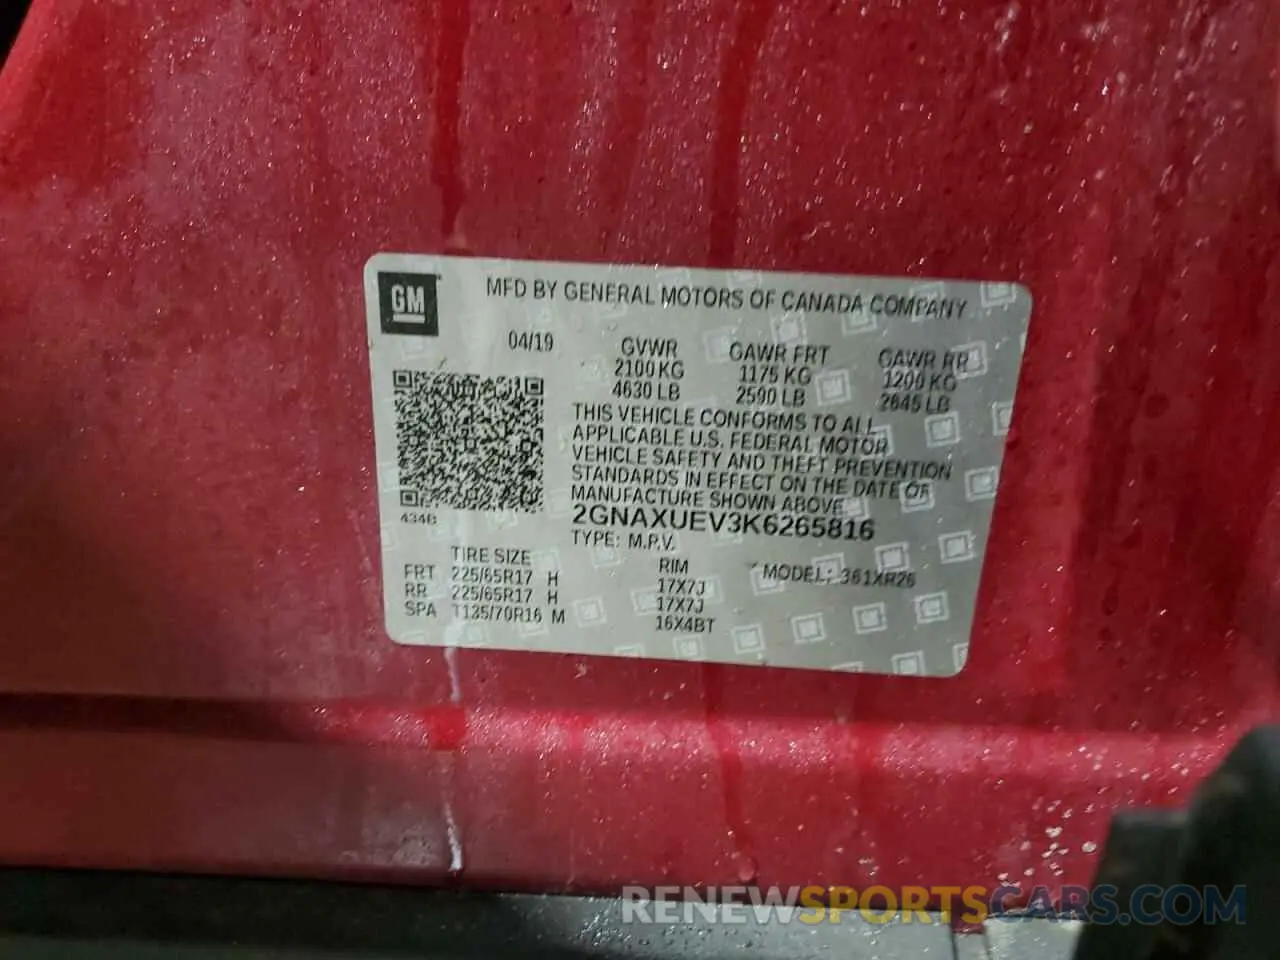 GM
MFD BY GENERAL MOTORS OF CANADA COMPANY
04/19
GVWR GAWR FRT GAWR RR
2100 KG 1175 KG 1200 KG
4630 LB 2590 LB 2645 LB
THIS VEHICLE CONFORMS TO ALL
APPLICABLE U.S. FEDERAL MOTOR
VEHICLE SAFETY AND THEFT PREVENTION
STANDARDS IN EFFECT ON THE DATE OF
MANUFACTURE SHOWN ABOVE
434B
2GNAXUEV3K6265816
TYPE: M.P.V.
TIRE SIZE RIM MODEL: 361XR26
FRT 225/65R17 H 17X7J
RR 225/65R17 H 17X7J
SPA T135/70R16 M 16X4BT
RENEWSPORTSCARS.COM